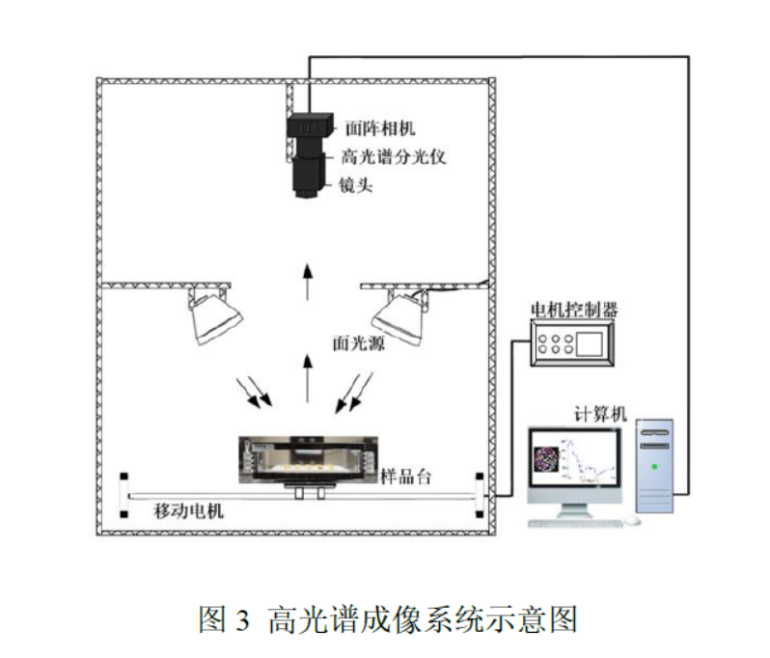 面阵相机
高光谱分光仪
镜头
电机控制器
面光源
计算机
样品台
移动电机
图 3 高光谱成像系统示意图